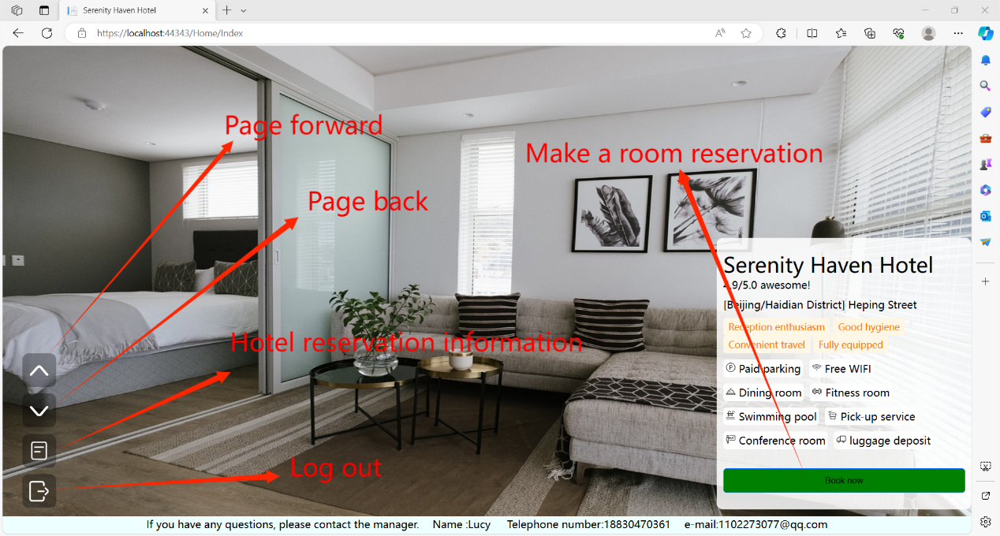 Serenity Haven Hotel
https://localhost:44343/Home/Index
Page forward
Make a room reservation
Page back
Serenity Haven Hotel
4.9/5.0 awesome!
[Beijing/Haidian District] Heping Street
Reception enthusiasm Good hygiene
Convenient travel Fully equipped
Hotel reservation information
Paid parking Free WIFI
Dining room Fitness room
Swimming pool Pick-up service
Conference room luggage deposit
Log out
Book now
If you have any questions, please contact the manager. Name :Lucy Telephone number:18830470361 e-mail:1102273077@qq.com